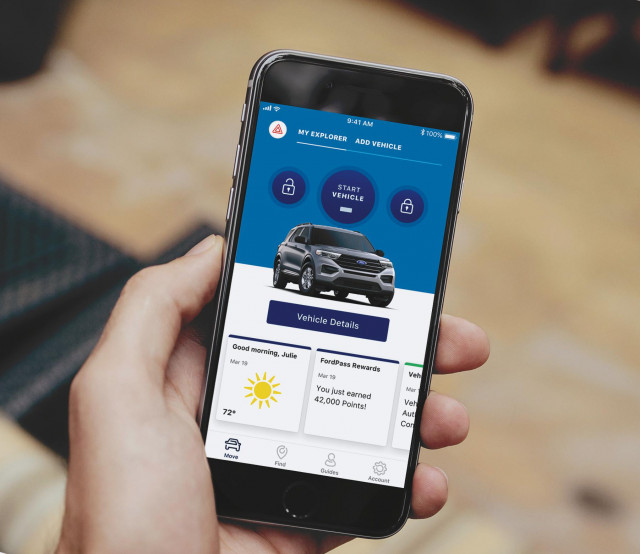 9:41 AM
100%
MY EXPLORER ADD VEHICLE
START
VEHICLE
Vehicle Details
Good morning, Julie
Mar 19
72°
FordPass Rewards
Mar 19
You just earned
42,000 Points!
Veh
Mar
Veh
Aut
Con
Move
Find
Guides
Account